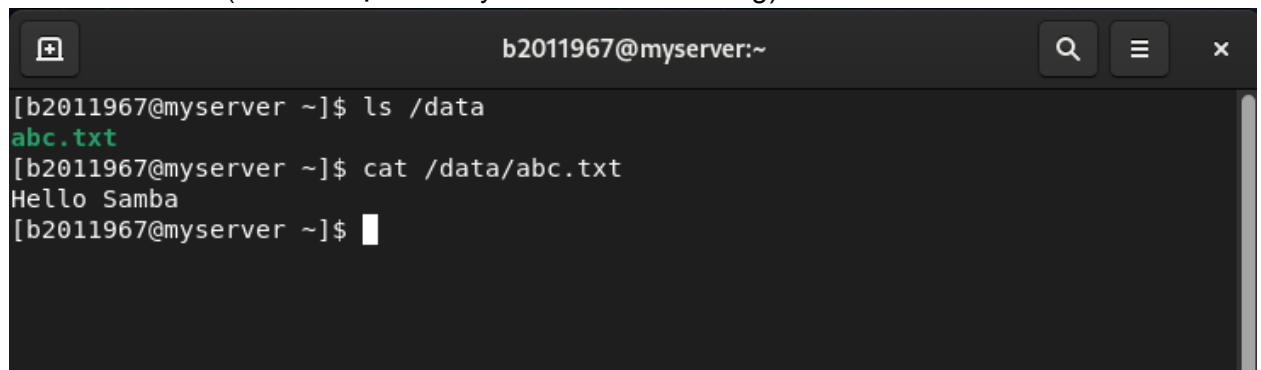 b2011967@myserver:~
[b2011967@myserver ~]$ ls /data
abc.txt
[b2011967@myserver ~]$ cat /data/abc.txt
Hello Samba
[b2011967@myserver ~]$